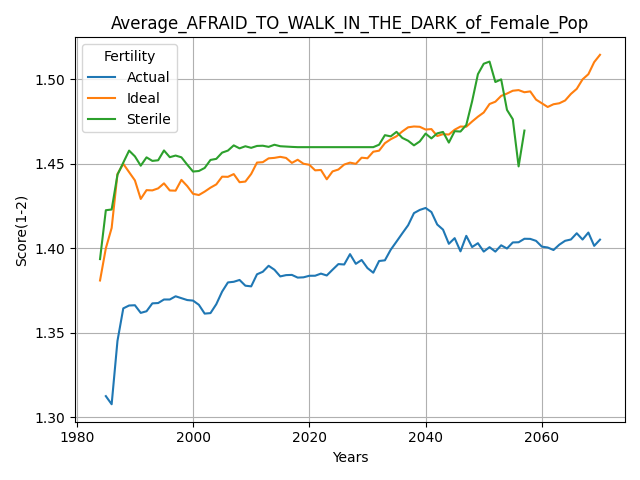 Average_AFRAID_TO_WALK_IN_THE_DARK_of_Female_Pop
Fertility
Actual
Ideal
Sterile
Score(1-2)
1.50
1.45
1.40
1.35
1.30
1980
2000
2020
2040
2060
Years